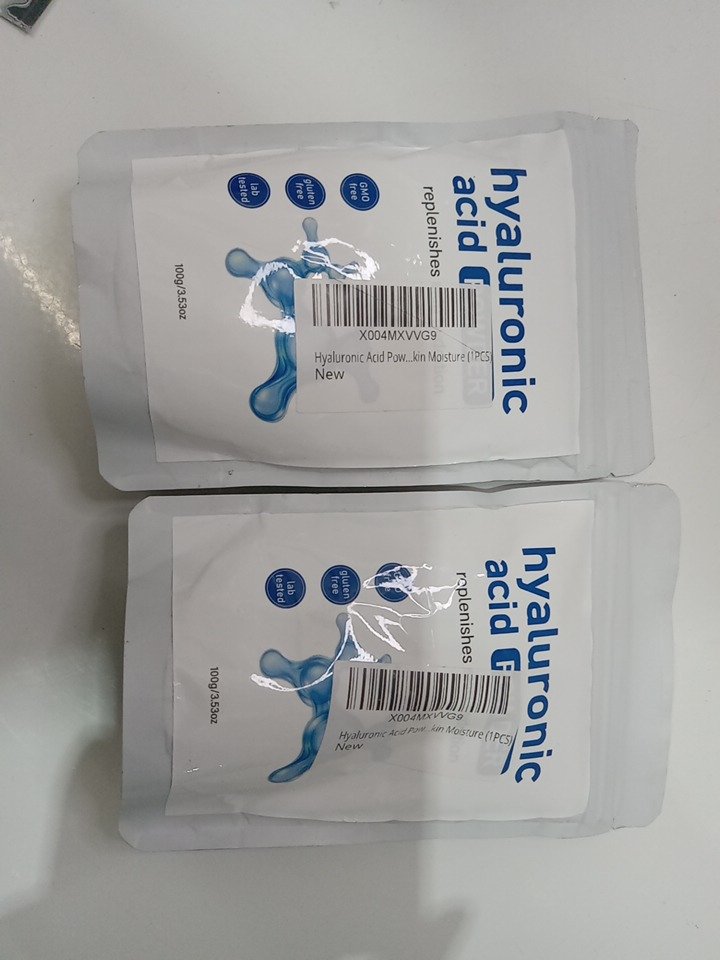 hyaluronic
acid
replenishes
GMO
free
gluten
free
lab
tested
100g/3.53oz
X004MXVVG9
Hyaluronic Acid Pow...kin Moisture (1PCS)
New
hyaluronic
acid
replenishes
free
gluten
free
lab
tested
100g/3.53oz
X004MXVVG9
Hyaluronic Acid Pow...kin Moisture (1PCS)
New